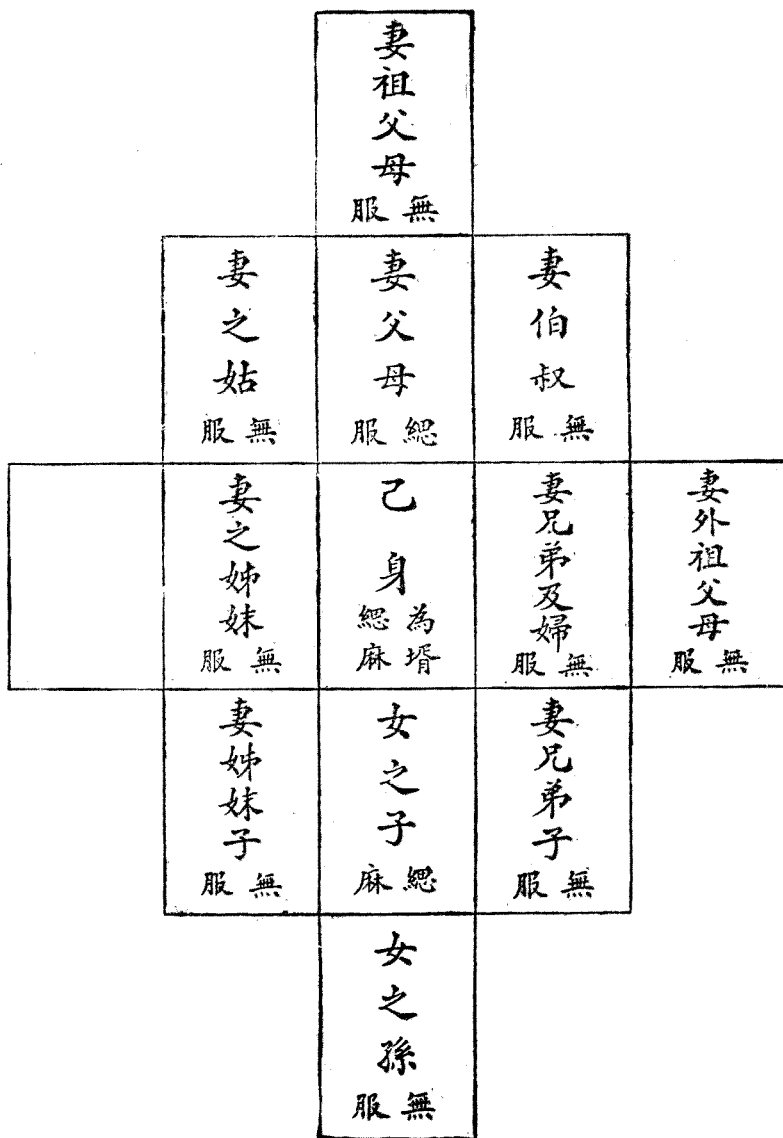 妻祖父母
無服
妻伯叔
無服
妻父母
緦服
妻之姑
無服
妻外祖父母
無服
妻兄弟及婦
無服
己身
為壻
緦麻
妻之姊妹
無服
妻兄弟子
無服
女之子
緦麻
妻姊妹子
無服
女之孫
無服